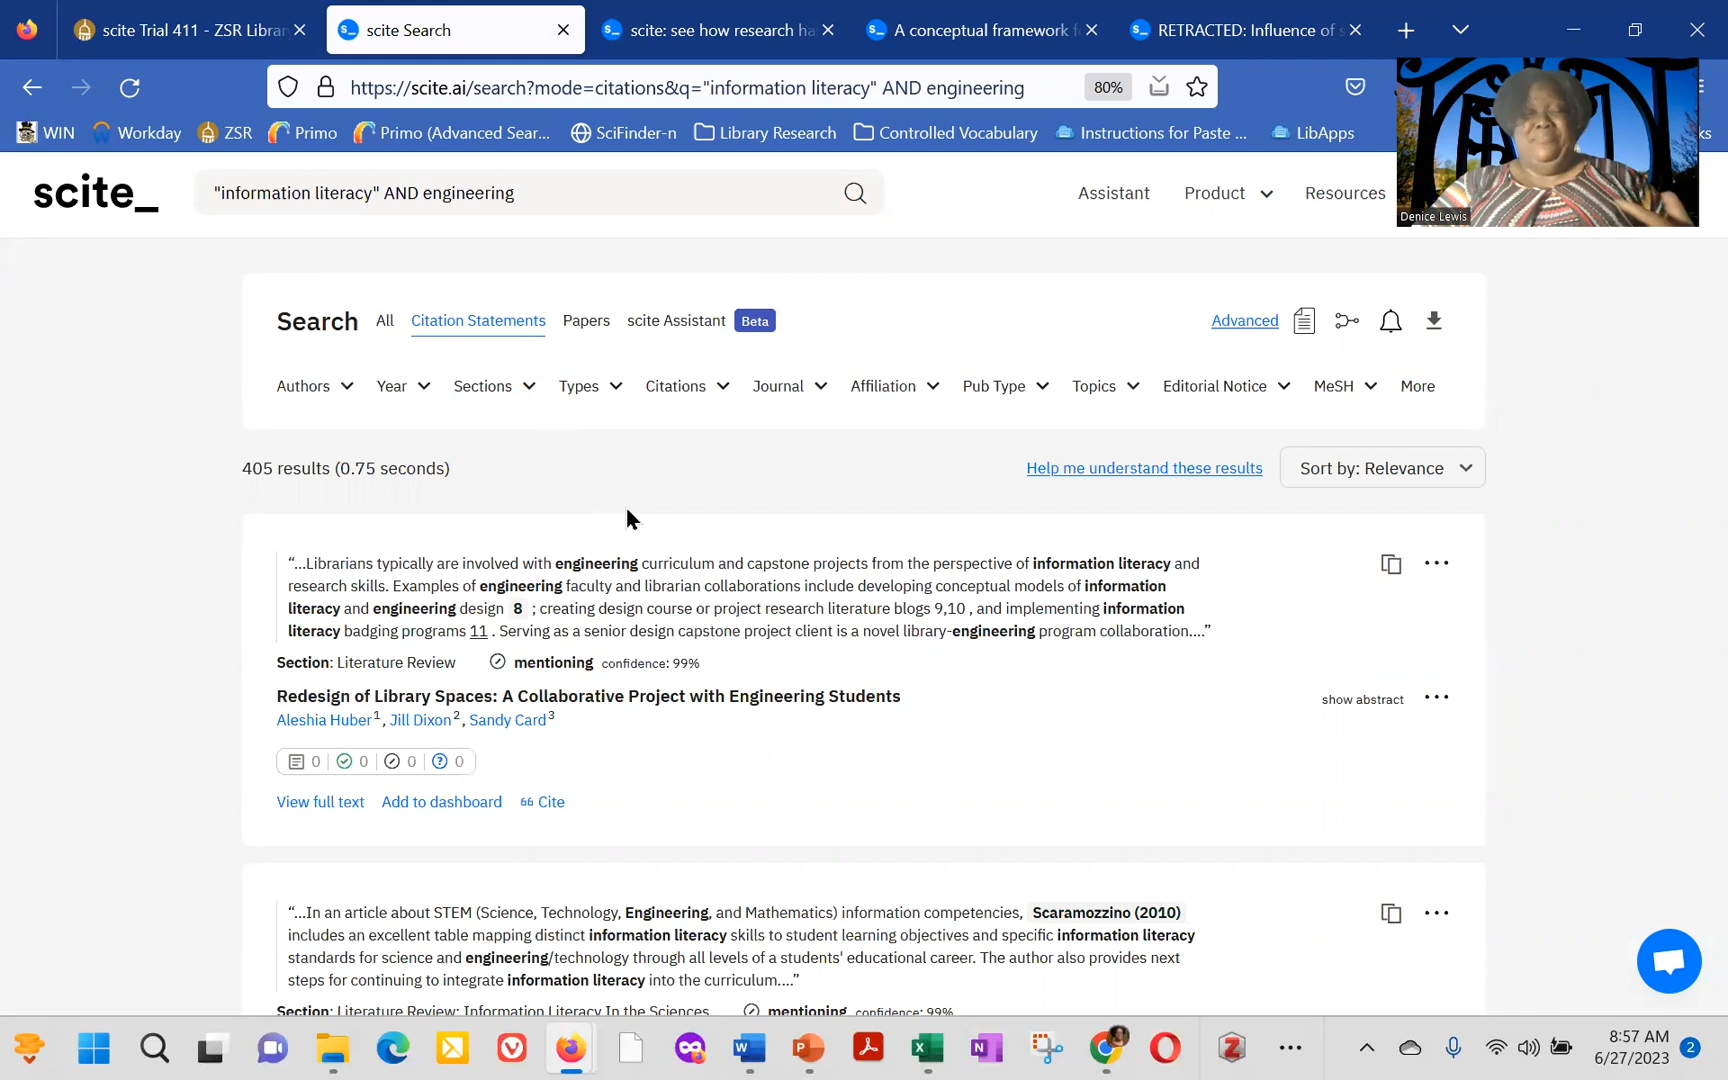 scite Trial 411 - ZSR Librar
scite Search
scite: see how research ha
A conceptual framework f
RETRACTED: Influence of s
https://scite.ai/search?mode=citations&q="information literacy" AND engineering
80%
WIN
Workday
ZSR
Primo
Primo (Advanced Sear...
SciFinder-n
Library Research
Controlled Vocabulary
Instructions for Paste ...
LibApps
ks
Denice Lewis
scite_
"information literacy" AND engineering
Assistant
Product
Resources
Search
All
Citation Statements
Papers
scite Assistant
Beta
Advanced
Authors
Year
Sections
Types
Citations
Journal
Affiliation
Pub Type
Topics
Editorial Notice
MeSH
More
405 results (0.75 seconds)
Help me understand these results
Sort by: Relevance
“...Librarians typically are involved with engineering curriculum and capstone projects from the perspective of information literacy and
research skills. Examples of engineering faculty and librarian collaborations include developing conceptual models of information
literacy and engineering design 8 ; creating design course or project research literature blogs 9,10 , and implementing information
literacy badging programs 11 . Serving as a senior design capstone project client is a novel library-engineering program collaboration....”
Section: Literature Review
mentioning confidence: 99%
Redesign of Library Spaces: A Collaborative Project with Engineering Students
show abstract
Aleshia Huber1, Jill Dixon2, Sandy Card3
0 0 0 0
View full text
Add to dashboard
Cite
“...In an article about STEM (Science, Technology, Engineering, and Mathematics) information competencies, Scaramozzino (2010)
includes an excellent table mapping distinct information literacy skills to student learning objectives and specific information literacy
standards for science and engineering/technology through all levels of a students' educational career. The author also provides next
steps for continuing to integrate information literacy into the curriculum....”
Section: Literature Review: Information Literacy In the Sciences
mentioning confidence: 99%
8:57 AM
6/27/2023
2